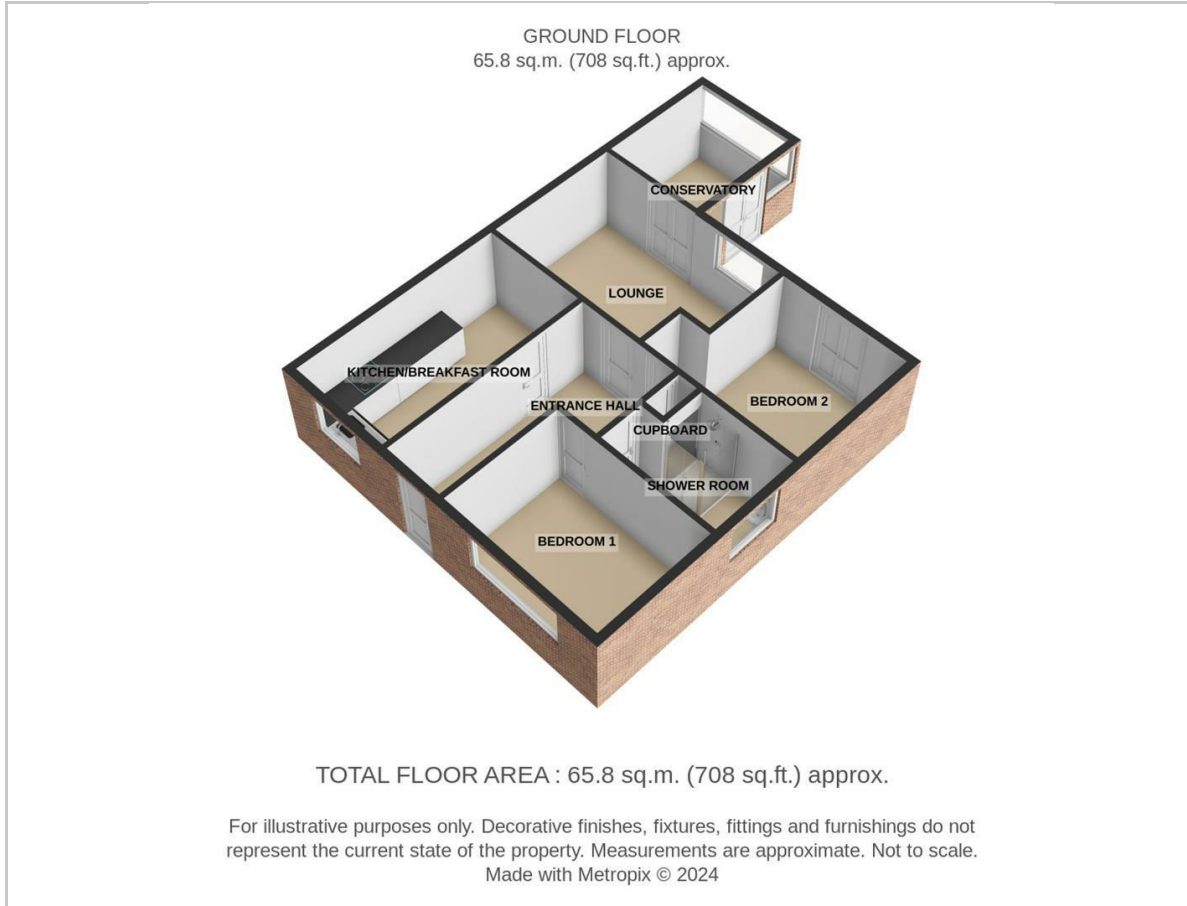 GROUND FLOOR
65.8 sq.m. (708 sq.ft.) approx.
CONSERVATORY
LOUNGE
KITCHEN/BREAKFAST ROOM
BEDROOM 2
ENTRANCE HALL
CUPBOARD
SHOWER ROOM
BEDROOM 1
TOTAL FLOOR AREA : 65.8 sq.m. (708 sq.ft.) approx.
For illustrative purposes only. Decorative finishes, fixtures, fittings and furnishings do not
represent the current state of the property. Measurements are approximate. Not to scale.
Made with Metropix © 2024